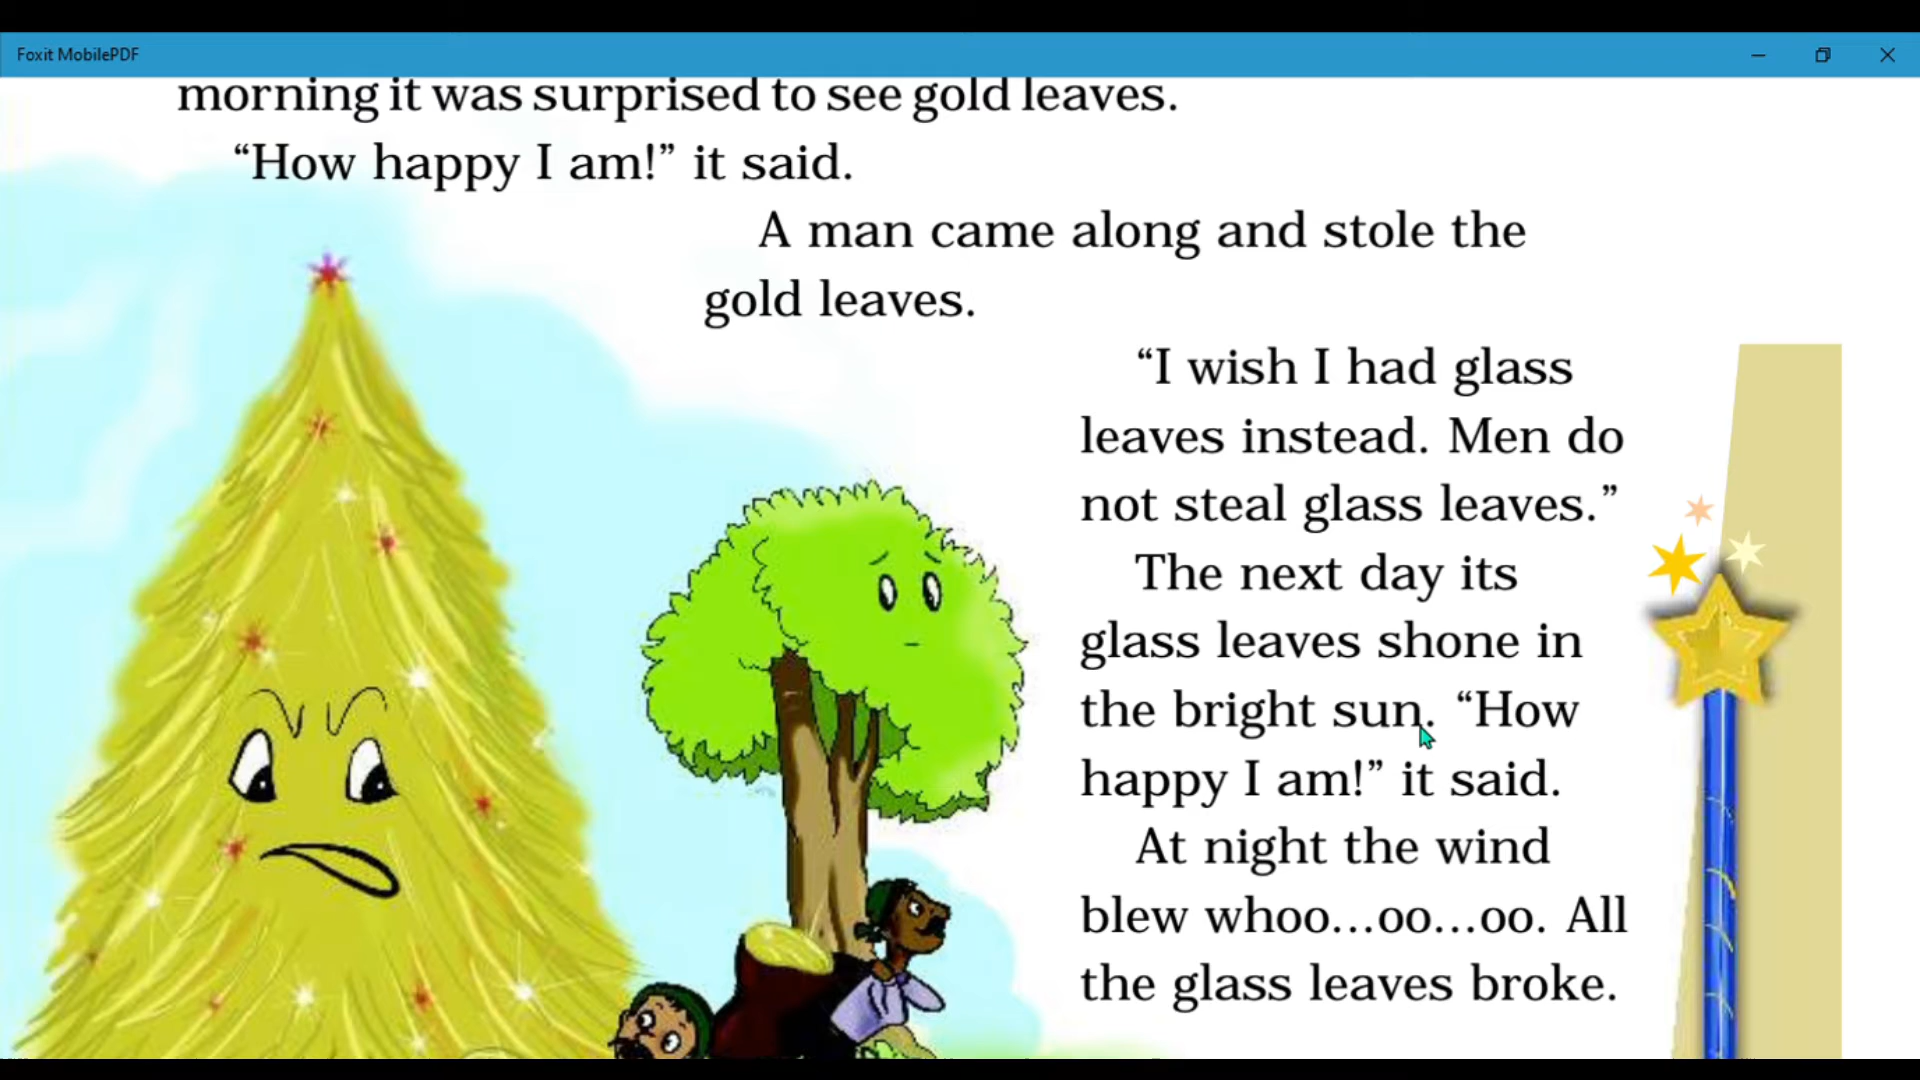 Foxit MobilePDF
morning it was surprised to see gold leaves.
“How happy I am!” it said.
A man came along and stole the
gold leaves.
“I wish I had glass
leaves instead. Men do
not steal glass leaves.”
The next day its
glass leaves shone in
the bright sun. “How
happy I am!” it said.
At night the wind
blew whoo...oo...oo. All
the glass leaves broke.